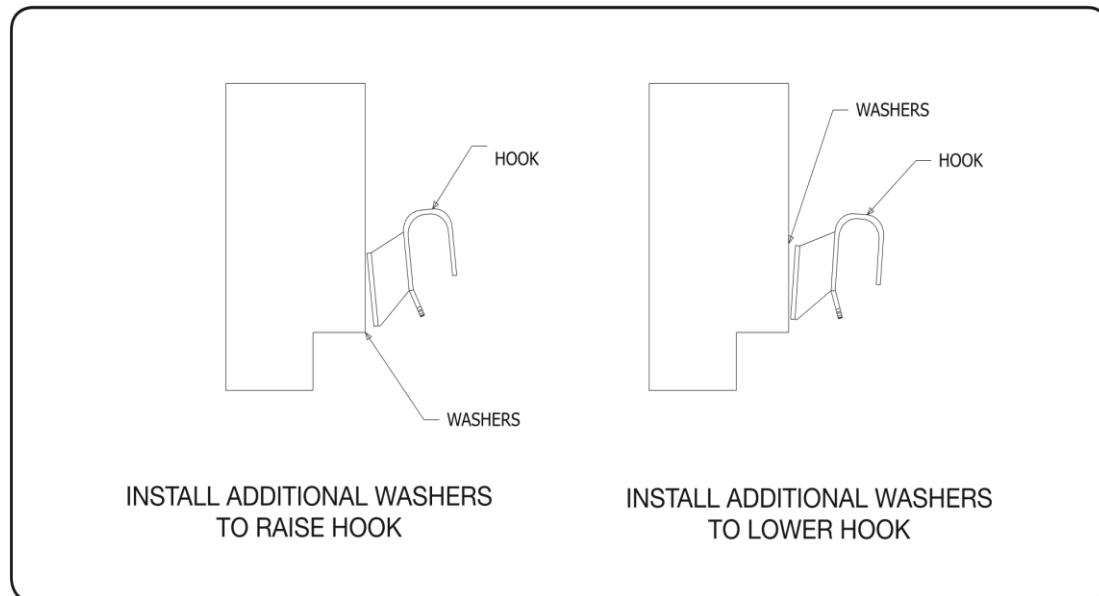 HOOK
WASHERS
INSTALL ADDITIONAL WASHERS
TO RAISE HOOK
WASHERS
HOOK
INSTALL ADDITIONAL WASHERS
TO LOWER HOOK